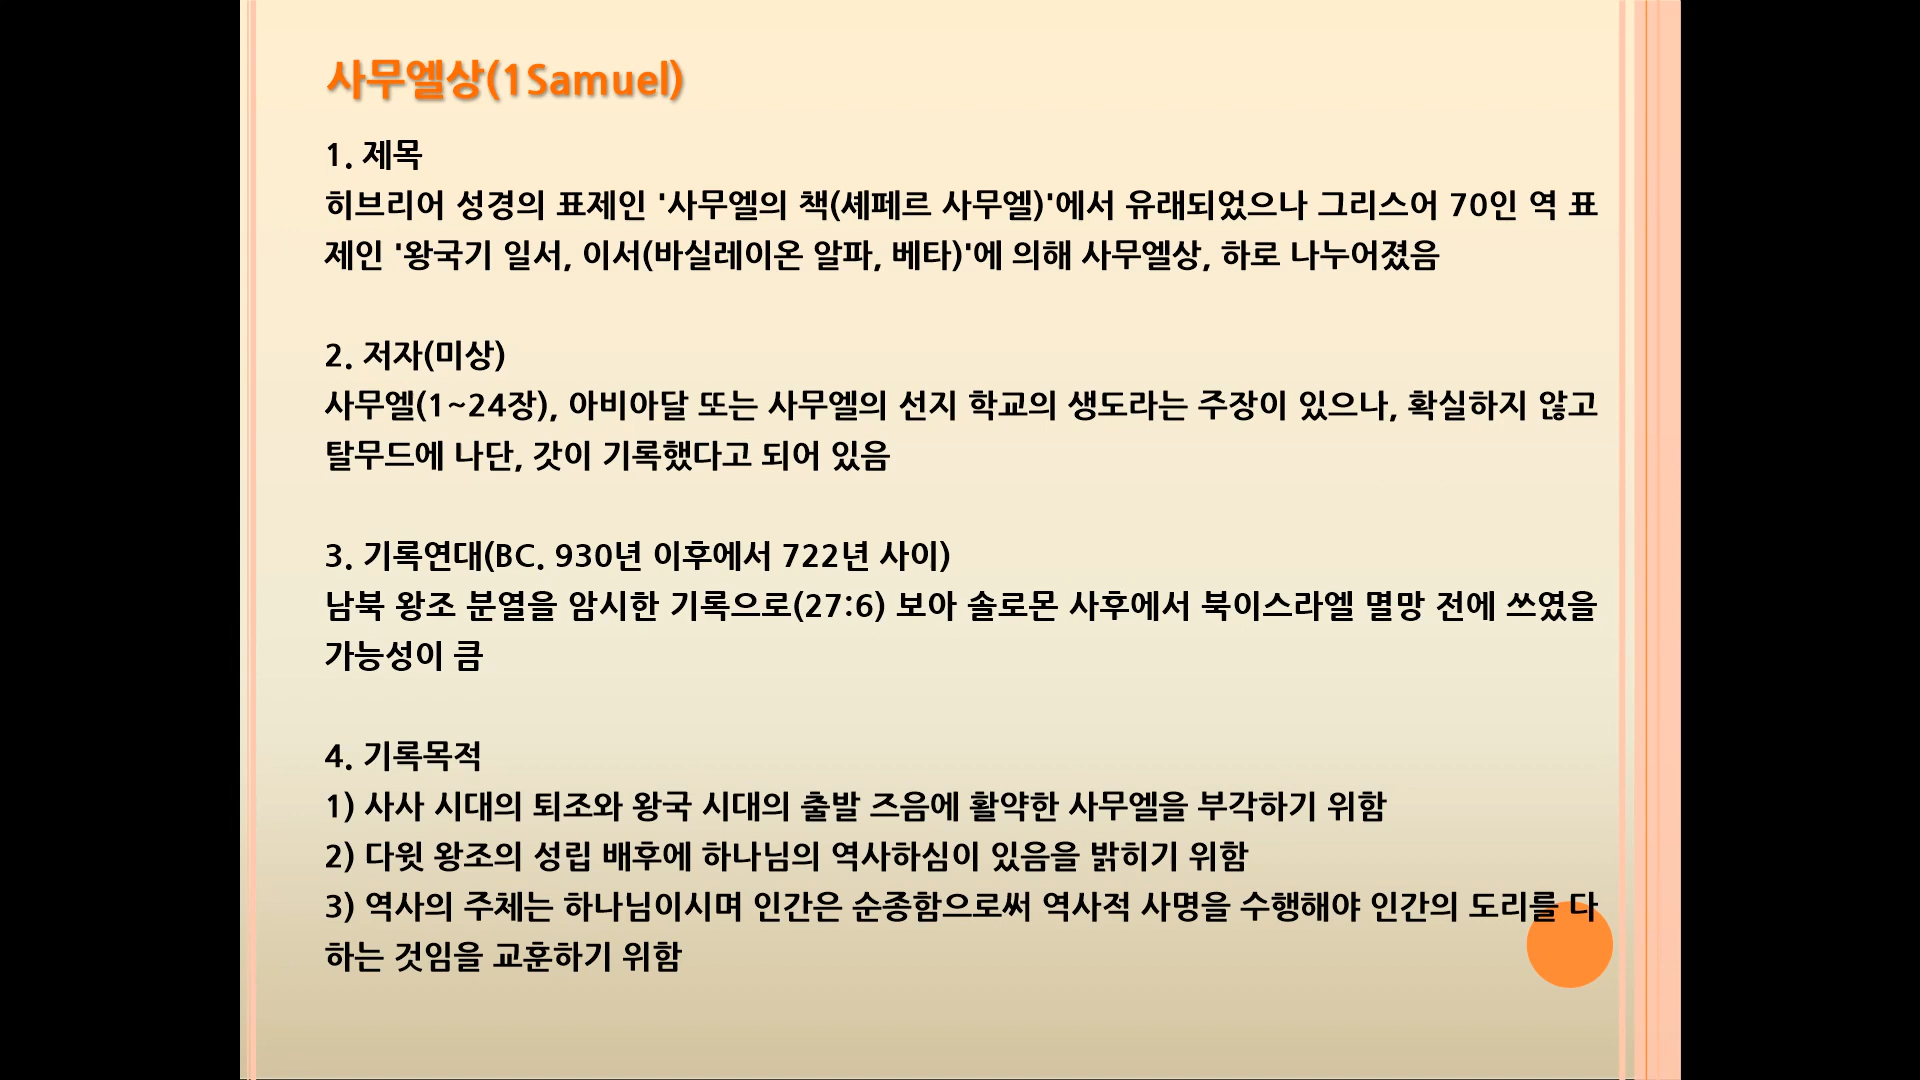 사무엘상(1Samuel)
1. 제목
히브리어 성경의 표제인 '사무엘의 책(셰페르 사무엘)'에서 유래되었으나 그리스어 70인 역 표
제인 '왕국기 일서, 이서(바실레이온 알파, 베타)'에 의해 사무엘상, 하로 나누어졌음
2. 저자(미상)
사무엘(1~24장), 아비아달 또는 사무엘의 선지 학교의 생도라는 주장이 있으나, 확실하지 않고
탈무드에 나단, 갓이 기록했다고 되어 있음
3. 기록연대(BC. 930년 이후에서 722년 사이)
남북 왕조 분열을 암시한 기록으로(27:6) 보아 솔로몬 사후에서 북이스라엘 멸망 전에 쓰였을
가능성이 큼
4. 기록목적
1) 사사 시대의 퇴조와 왕국 시대의 출발 즈음에 활약한 사무엘을 부각하기 위함
2) 다윗 왕조의 성립 배후에 하나님의 역사하심이 있음을 밝히기 위함
3) 역사의 주체는 하나님이시며 인간은 순종함으로써 역사적 사명을 수행해야 인간의 도리를 다
하는 것임을 교훈하기 위함